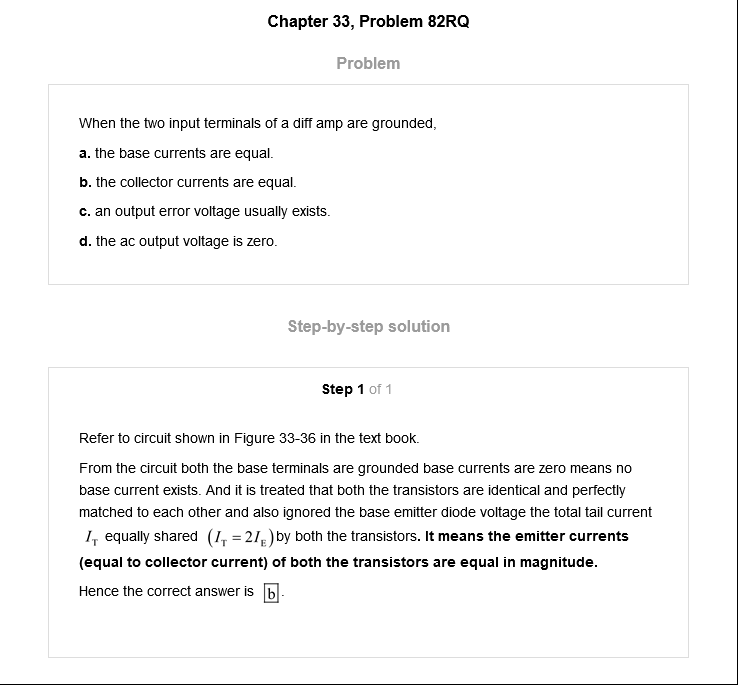 Chapter 33, Problem 82RQ
Problem
When the two input terminals of a diff amp are grounded,
a. the base currents are equal.
b. the collector currents are equal.
c. an output error voltage usually exists.
d. the ac output voltage is zero.
Step-by-step solution
Step 1 of 1
Refer to circuit shown in Figure 33-36 in the text book.
From the circuit both the base terminals are grounded base currents are zero means no
base current exists. And it is treated that both the transistors are identical and perfectly
matched to each other and also ignored the base emitter diode voltage the total tail current
I_T equally shared (I_T = 2I_E) by both the transistors. It means the emitter currents
(equal to collector current) of both the transistors are equal in magnitude.
Hence the correct answer is b.